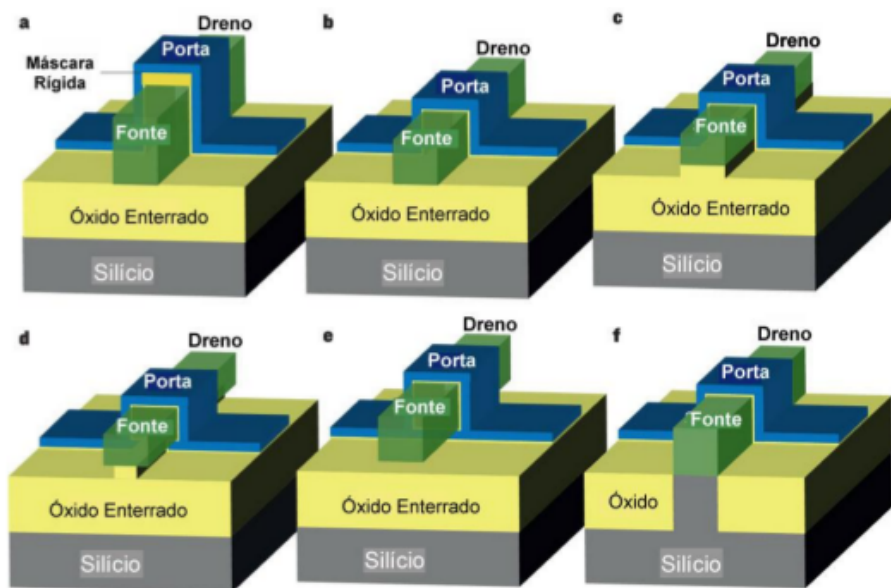 a
Dreno
Porta
Máscara
Rígida
Fonte
Óxido Enterrado
Silício
b
Dreno
Porta
Fonte
Óxido Enterrado
Silício
c
Dreno
Porta
Fonte
Óxido Enterrado
Silício
d
Dreno
Porta
Fonte
Óxido Enterrado
Silício
e
Dreno
Porta
Fonte
Óxido Enterrado
Silício
f
Dreno
Porta
Fonte
Óxido
Silício